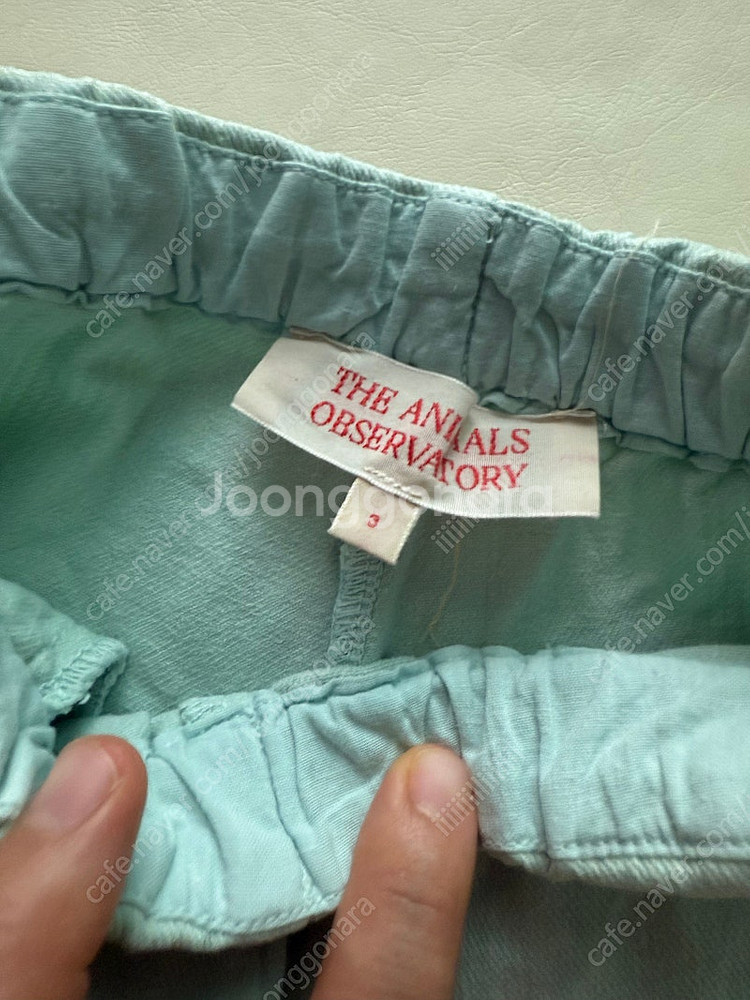 THE ANIMALS
OBSERVATORY
3
Joonggonara
cafe.naver.com/joonggonara